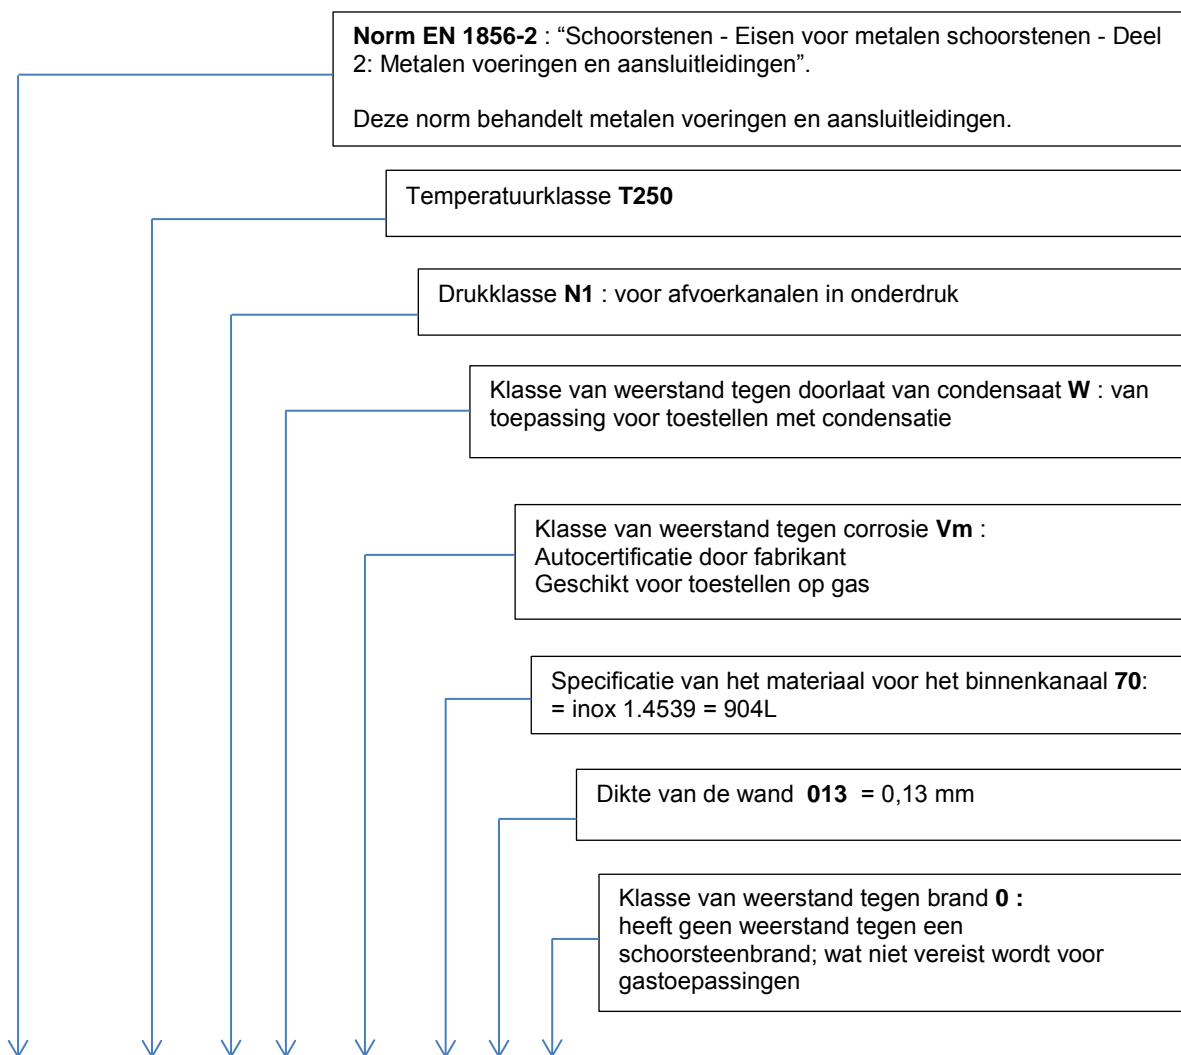 Norm EN 1856-2 : “Schoorstenen - Eisen voor metalen schoorstenen - Deel
2: Metalen voeringen en aansluitleidingen”.
Deze norm behandelt metalen voeringen en aansluitleidingen.
Temperatuurklasse T250
Drukklasse N1 : voor afvoerkanalen in onderdruk
Klasse van weerstand tegen doorlaat van condensaat W : van
toepassing voor toestellen met condensatie
Klasse van weerstand tegen corrosie Vm :
Autocertificatie door fabrikant
Geschikt voor toestellen op gas
Specificatie van het materiaal voor het binnenkanaal 70:
= inox 1.4539 = 904L
Dikte van de wand 013 = 0,13 mm
Klasse van weerstand tegen brand 0 :
heeft geen weerstand tegen een
schoorsteenbrand; wat niet vereist wordt voor
gastoepassingen